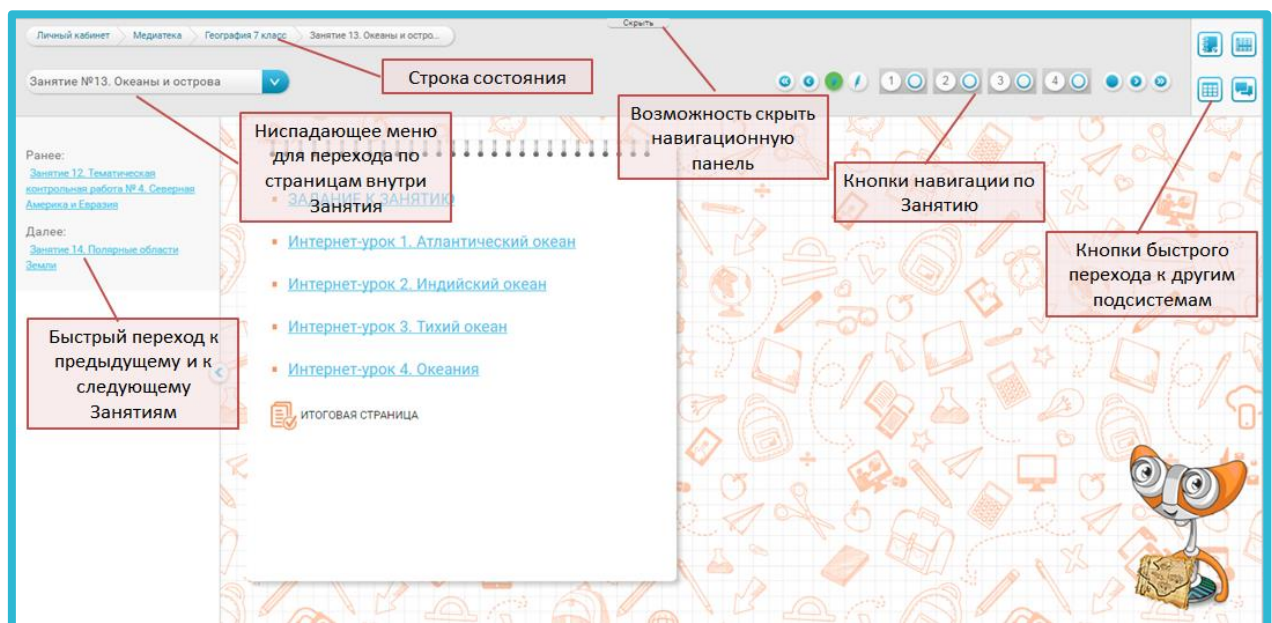 Скрыть
Личный кабинет Медиатека География 7 класс Занятие 13. Океаны и остро...
Строка состояния
Занятие №13. Океаны и острова
1 2 3 4
Возможность скрыть
навигационную
панель
Ниспадающее меню
для перехода по
страницам внутри
Занятия
Кнопки навигации по
Занятию
Кнопки быстрого
перехода к другим
подсистемам
Ранее:
Занятие 12. Тематическая
контрольная работа № 4. Северная
Америка и Евразия
Далее:
Занятие 14. Полярные области
Земли
Быстрый переход к
предыдущему и к
следующему
Занятиям
ЗАДАНИЕ К ЗАНЯТИЮ
Интернет-урок 1. Атлантический океан
Интернет-урок 2. Индийский океан
Интернет-урок 3. Тихий океан
Интернет-урок 4. Океания
ИТОГОВАЯ СТРАНИЦА